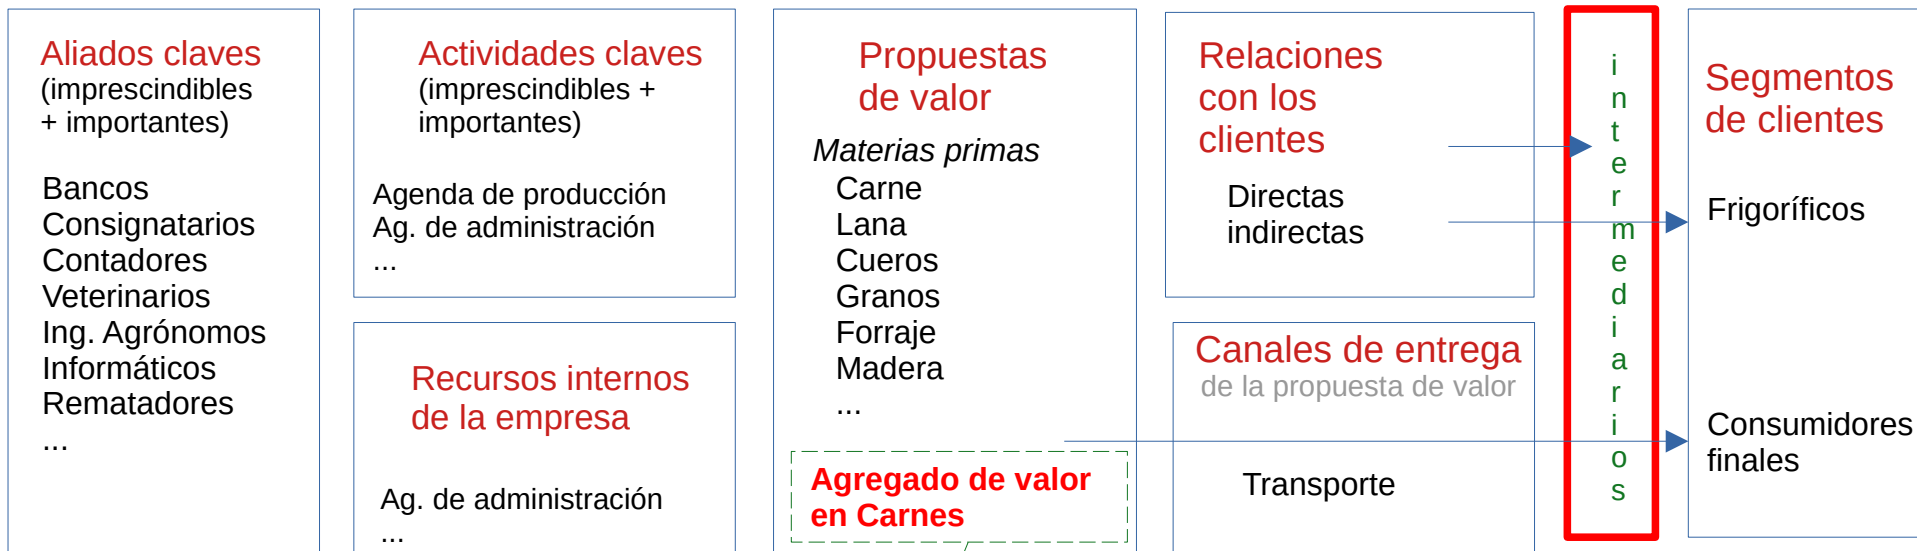 Aliados claves
(imprescindibles
+ importantes)
Bancos
Consignatarios
Contadores
Veterinarios
Ing. Agrónomos
Informáticos
Rematadores
...
Actividades claves
(imprescindibles +
importantes)
Agenda de producción
Ag. de administración
...
Recursos internos
de la empresa
Ag. de administración
...
Propuestas
de valor
Materias primas
Carne
Lana
Cueros
Granos
Forraje
Madera
...
Agregado de valor
en Carnes
Relaciones
con los
clientes
Directas
indirectas
Canales de entrega
de la propuesta de valor
Transporte
intermediarios
Segmentos
de clientes
Frigoríficos
Consumidores
finales